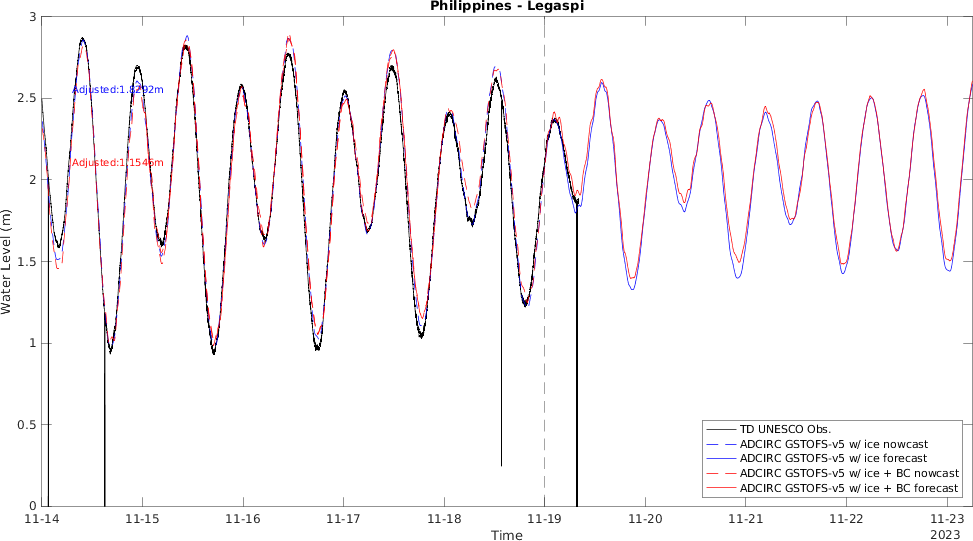 Philippines - Legaspi
3
2.5
2
1.5
1
0.5
0
Water Level (m)
Adjusted:1.8292m
Adjusted:1.1546m
TD UNESCO Obs.
ADCIRC GSTOFS-v5 w/ ice nowcast
ADCIRC GSTOFS-v5 w/ ice forecast
ADCIRC GSTOFS-v5 w/ ice + BC nowcast
ADCIRC GSTOFS-v5 w/ ice + BC forecast
11-14 11-15 11-16 11-17 11-18 11-19 11-20 11-21 11-22 11-23
Time
2023